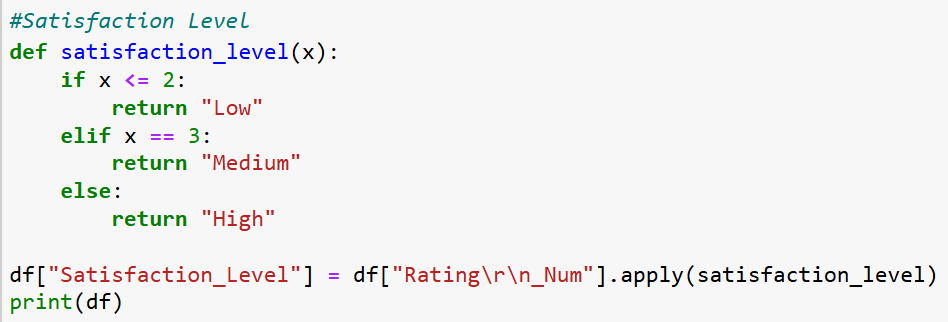 #Satisfaction Level
def satisfaction_level(x):
    if x <= 2:
        return "Low"
    elif x == 3:
        return "Medium"
    else:
        return "High"

df["Satisfaction_Level"] = df["Rating\r\n_Num"].apply(satisfaction_level)
print(df)